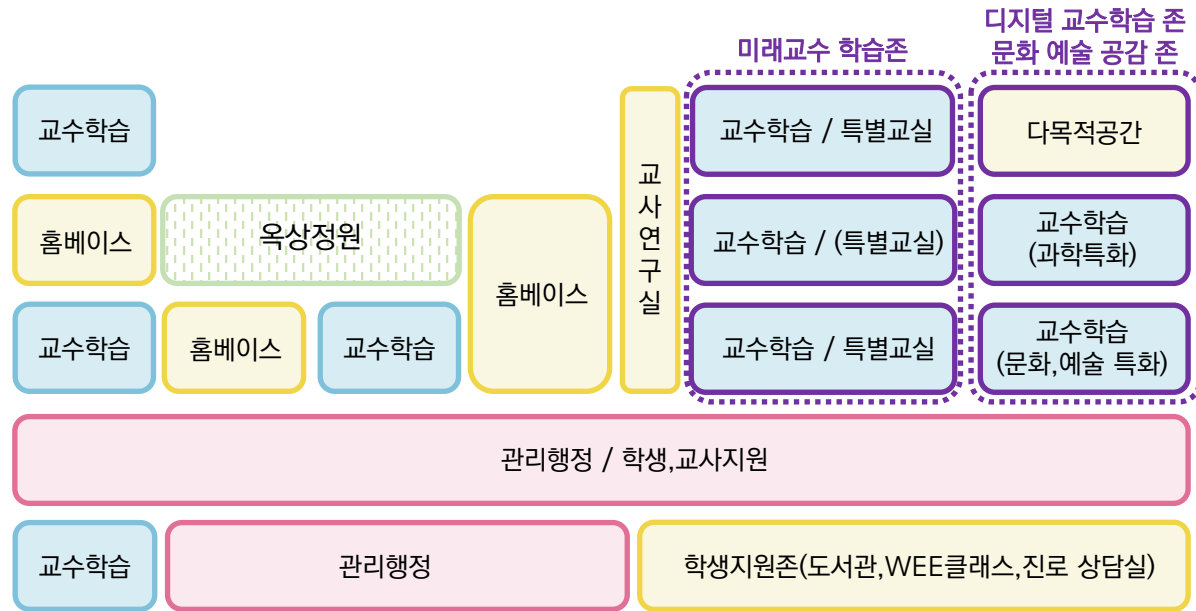 미래교수 학습존
디지털 교수학습 존
문화 예술 공감 존
교수학습
교사연구실
교수학습 / 특별교실
다목적공간
홈베이스
옥상정원
홈베이스
교수학습 / (특별교실)
교수학습
(과학특화)
교수학습
홈베이스
교수학습
교수학습 / 특별교실
교수학습
(문화,예술 특화)
관리행정 / 학생,교사지원
교수학습
관리행정
학생지원존(도서관,WEE클래스,진로 상담실)